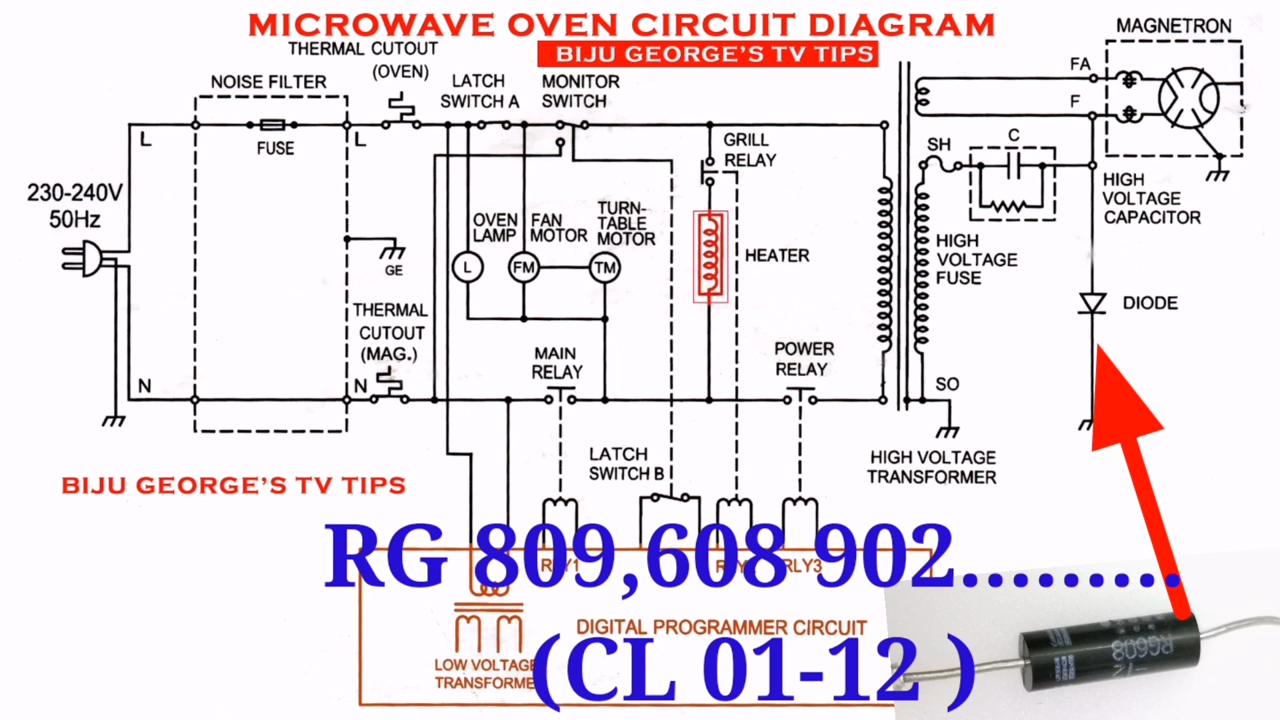 MICROWAVE OVEN CIRCUIT DIAGRAM
BIJU GEORGE'S TV TIPS
MAGNETRON
THERMAL CUTOUT
(OVEN)
NOISE FILTER
LATCH
SWITCH A
MONITOR
SWITCH
FA
F
L
FUSE
L
GRILL
RELAY
SH
C
HIGH
VOLTAGE
CAPACITOR
230-240V
50Hz
OVEN
LAMP
FAN
MOTOR
TURN-
TABLE
MOTOR
GE
L
FM
TM
HEATER
HIGH
VOLTAGE
FUSE
DIODE
THERMAL
CUTOUT
(MAG.)
N
N
MAIN
RELAY
POWER
RELAY
SO
LATCH
SWITCH B
HIGH VOLTAGE
TRANSFORMER
BIJU GEORGE'S TV TIPS
RG 809,608 902..........
RLY3
DIGITAL PROGRAMMER CIRCUIT
(CL 01-12 )
LOW VOLTAGE
RG608